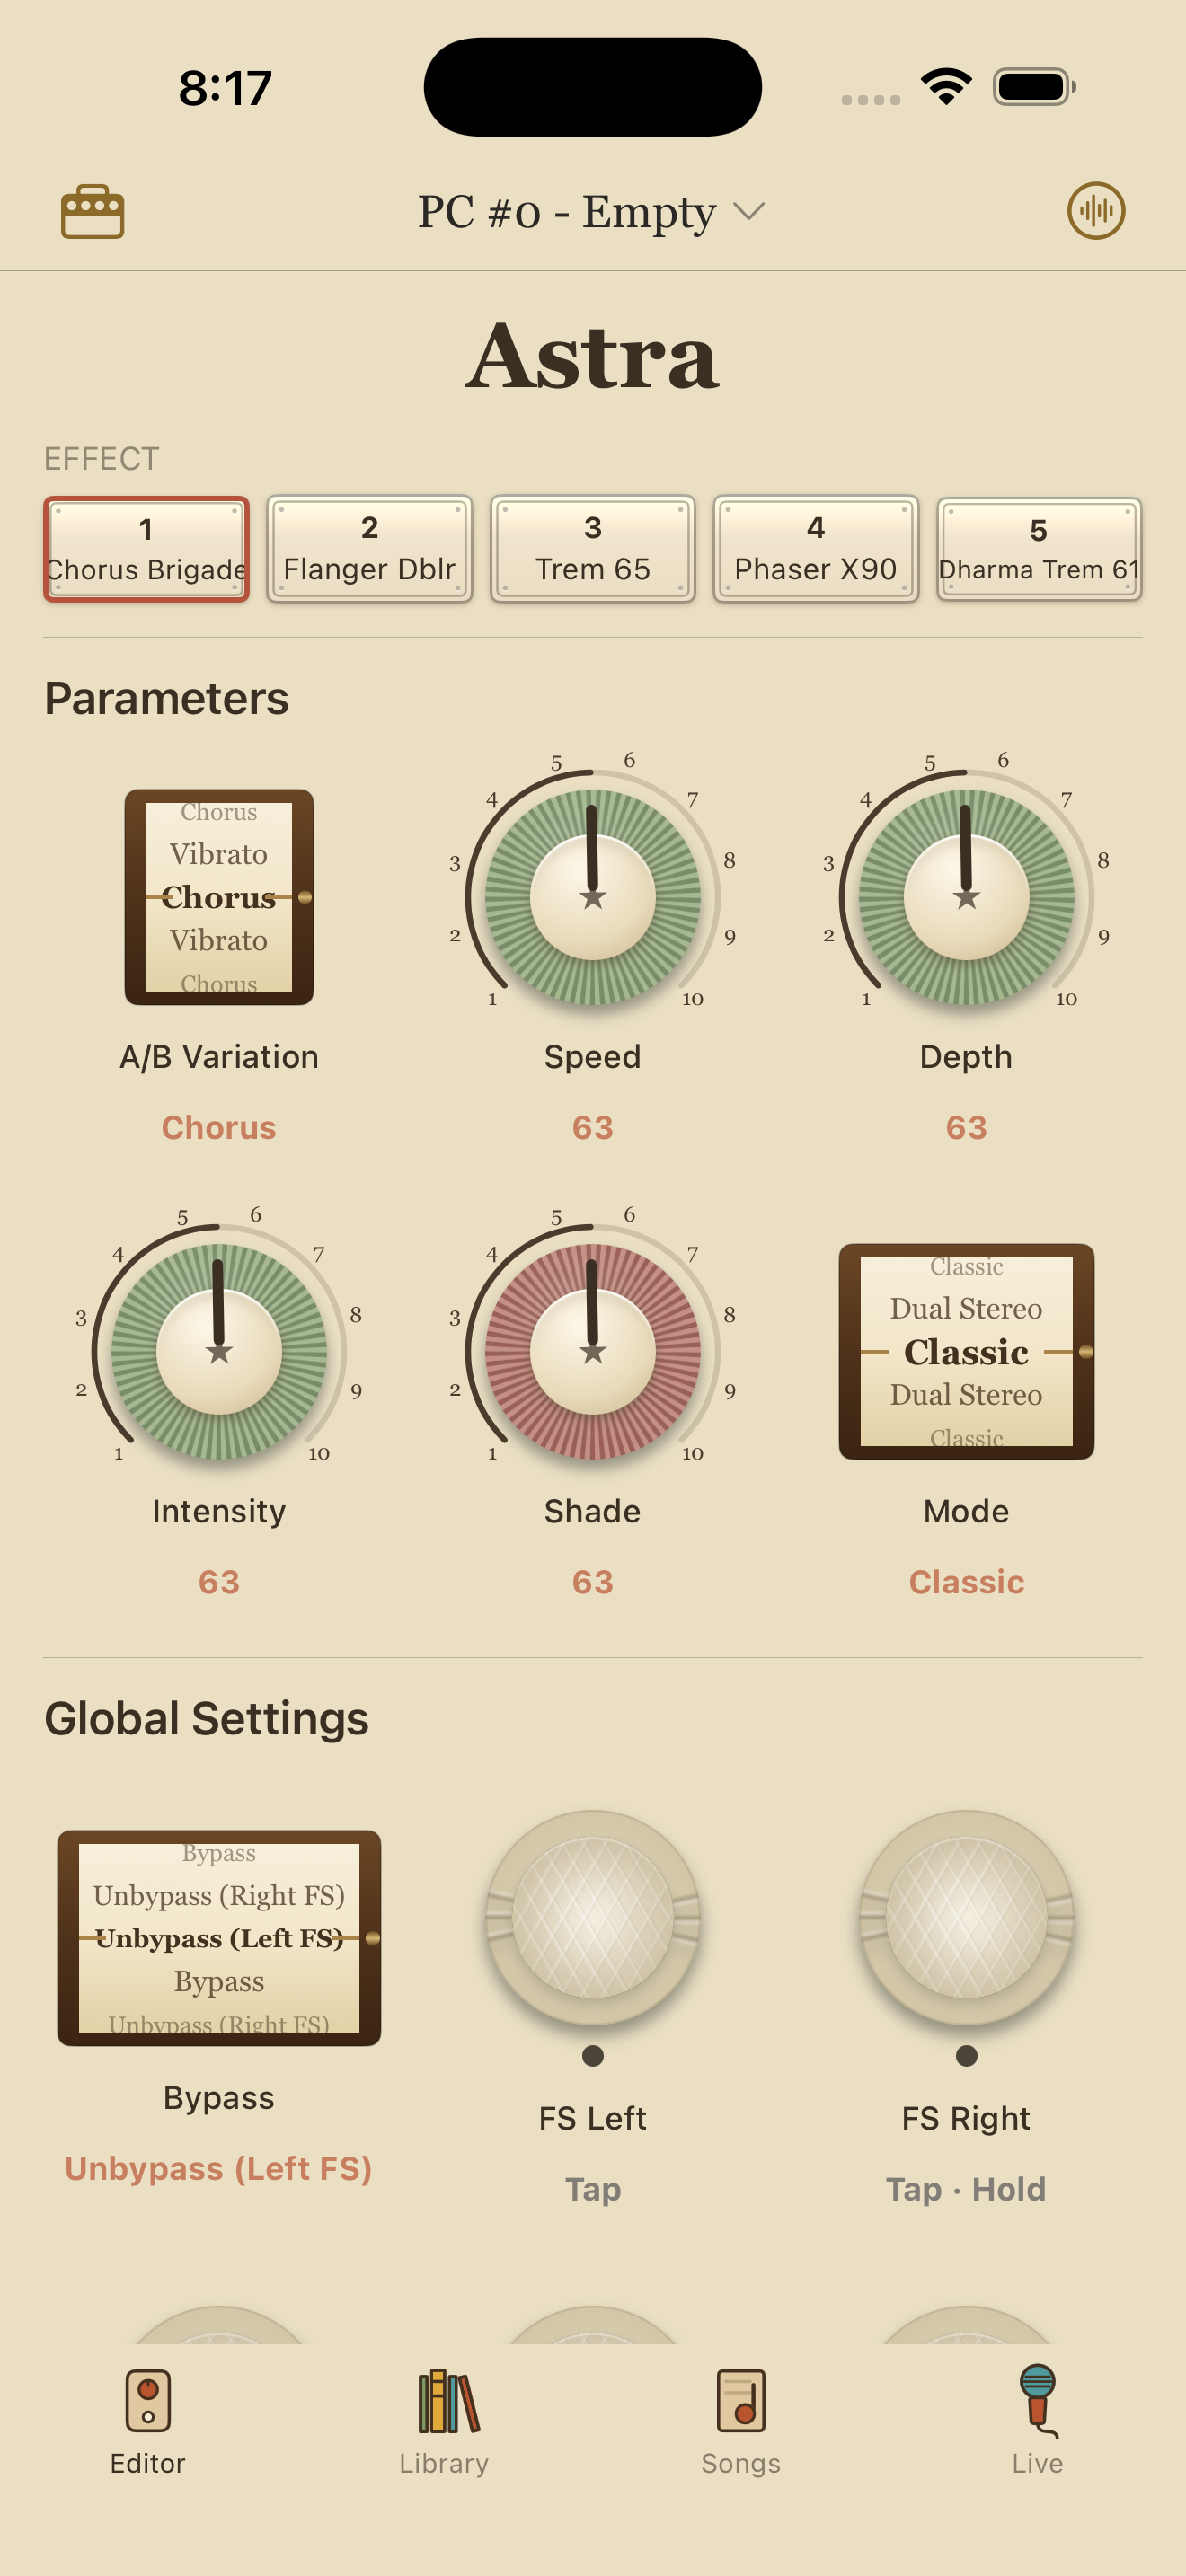 8:17
PC #0 - Empty
Astra
EFFECT
1
Chorus Brigade
2
Flanger Dblr
3
Trem 65
4
Phaser X90
5
Dharma Trem 61
Parameters
Chorus
Vibrato
Chorus
Vibrato
Chorus
A/B Variation
Chorus
1 2 3 4 5 6 7 8 9 10
Speed
63
1 2 3 4 5 6 7 8 9 10
Depth
63
1 2 3 4 5 6 7 8 9 10
Intensity
63
1 2 3 4 5 6 7 8 9 10
Shade
63
Classic
Dual Stereo
Classic
Dual Stereo
Classic
Mode
Classic
Global Settings
Bypass
Unbypass (Right FS)
Unbypass (Left FS)
Bypass
Unbypass (Right FS)
Bypass
Unbypass (Left FS)
FS Left
Tap
FS Right
Tap · Hold
Editor
Library
Songs
Live